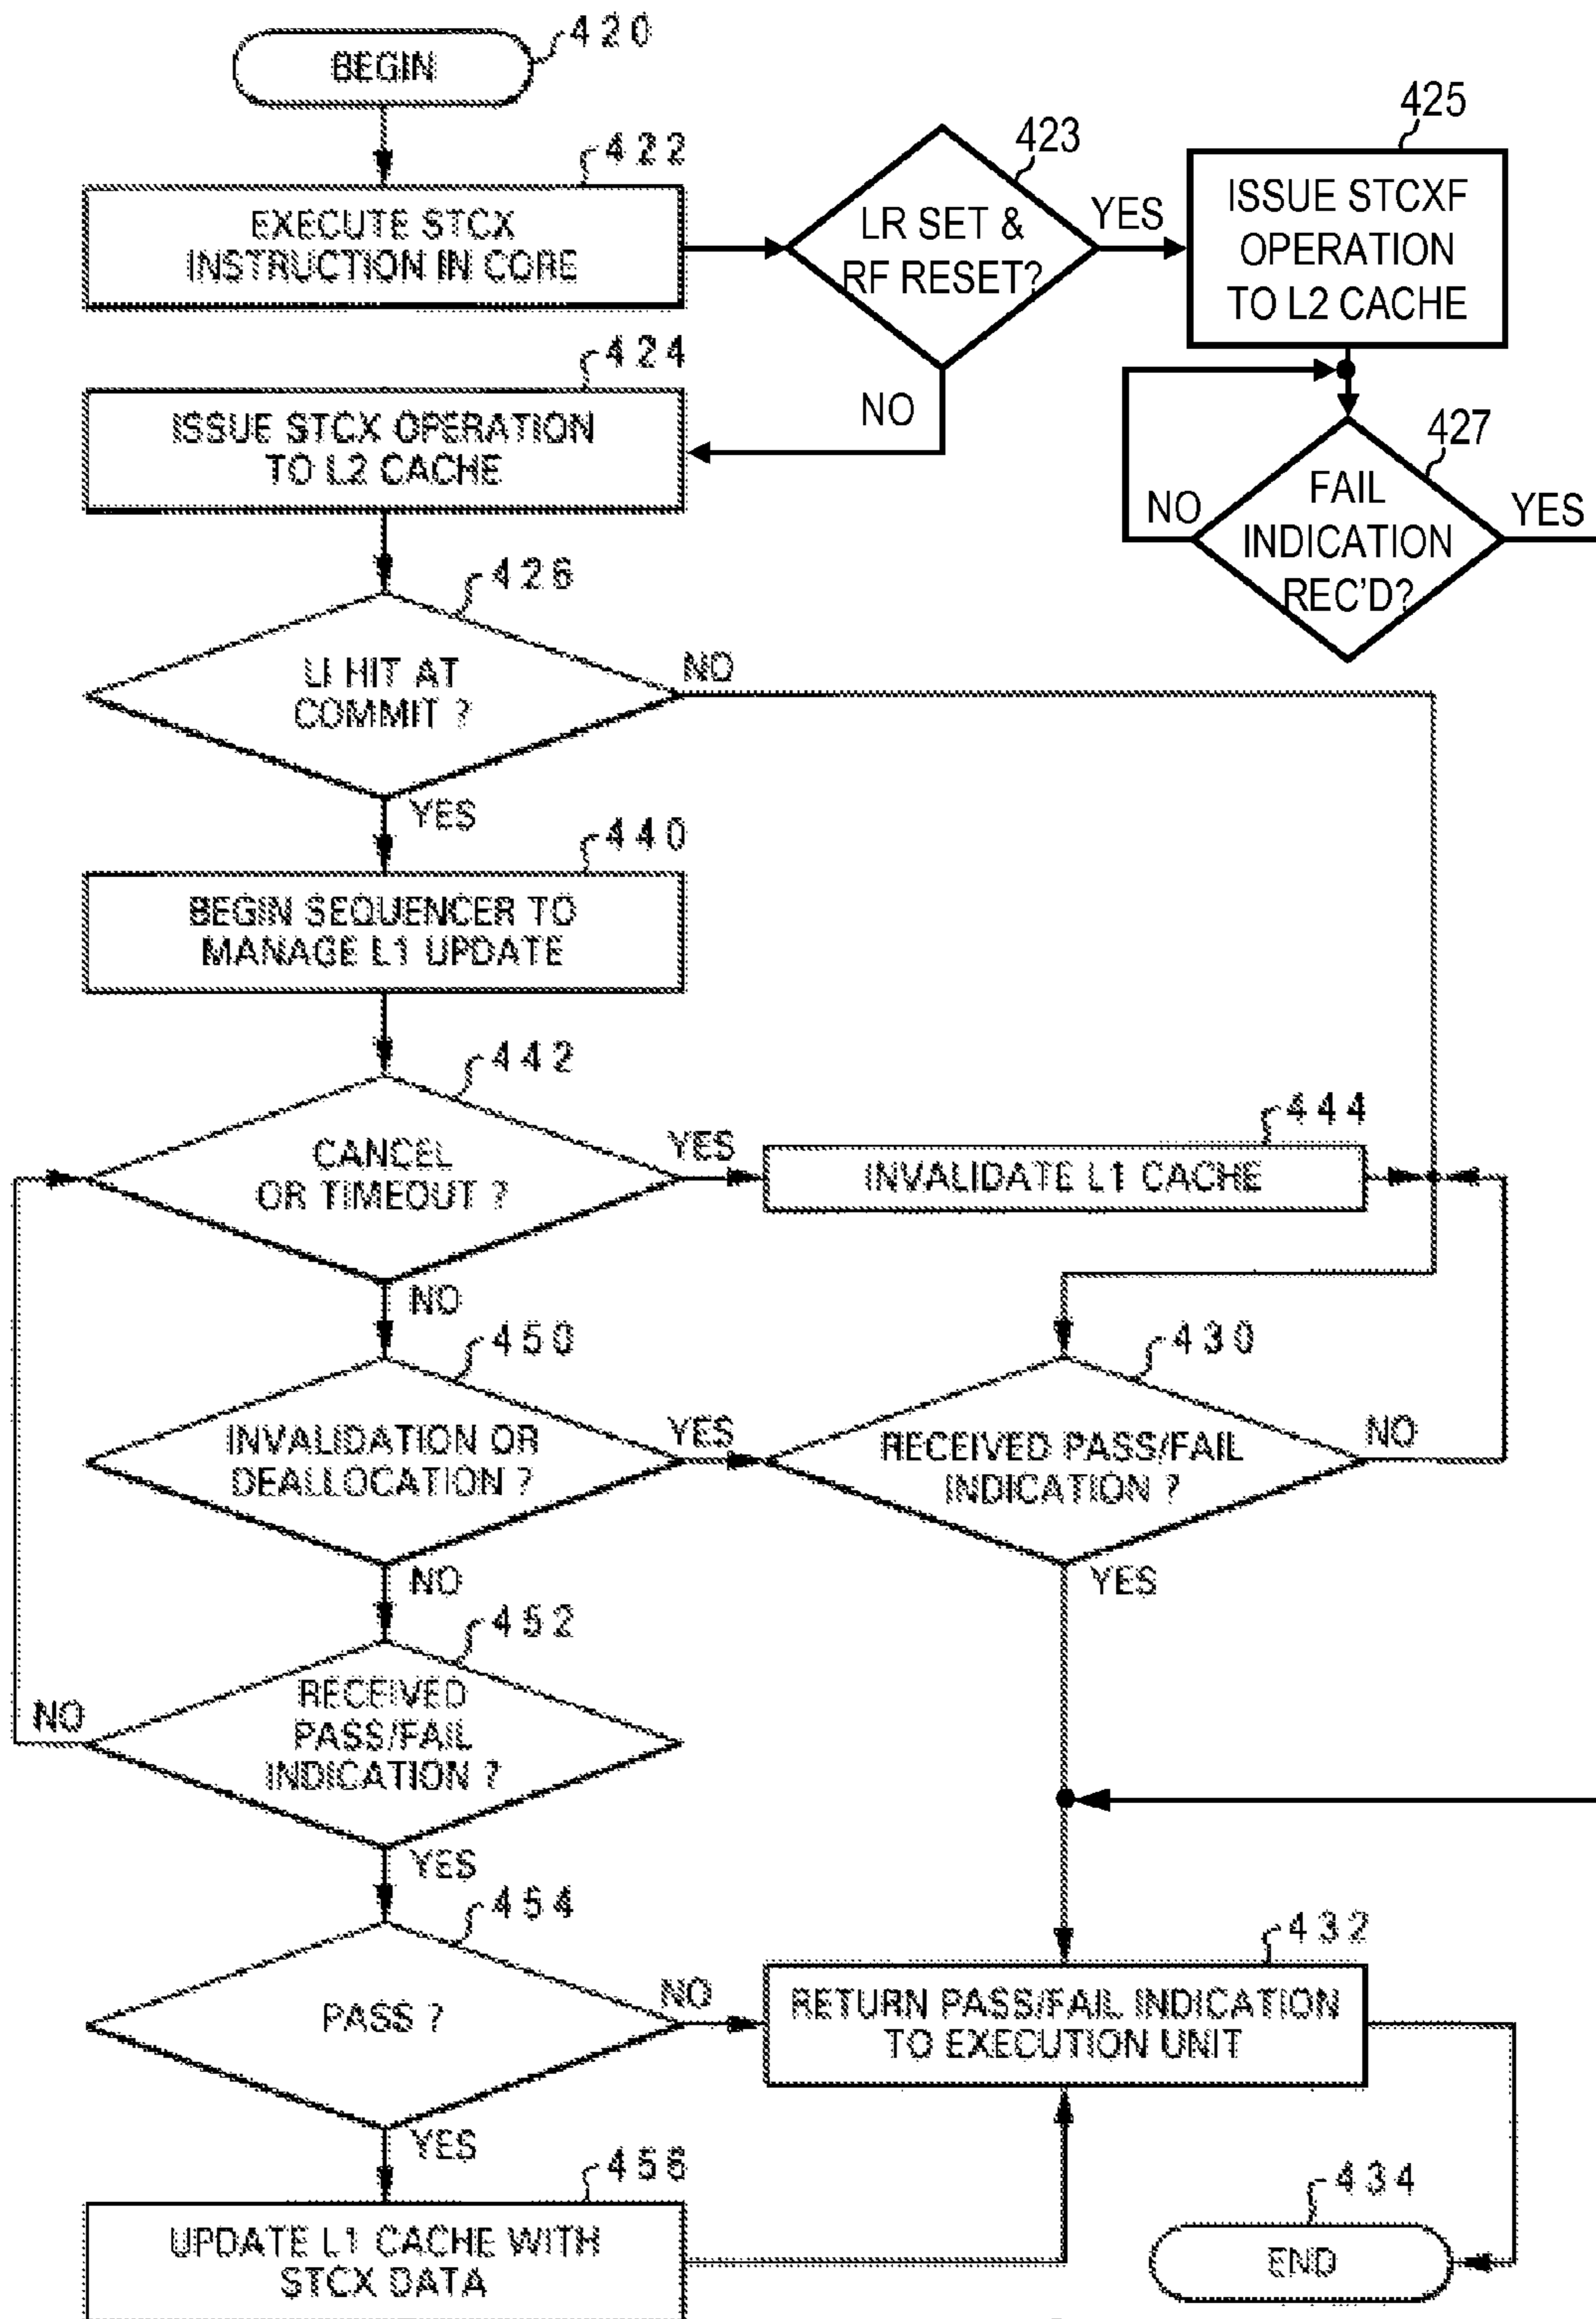 420
BEGIN
422
EXECUTE STCX
INSTRUCTION IN CORE
423
LR SET &
RF RESET?
YES
NO
425
ISSUE STCXF
OPERATION
TO L2 CACHE
427
FAIL
INDICATION
REC'D?
NO
YES
424
ISSUE STCX OPERATION
TO L2 CACHE
426
LI HIT AT
COMMIT ?
NO
YES
440
BEGIN SEQUENCER TO
MANAGE L1 UPDATE
442
CANCEL
OR TIMEOUT ?
YES
NO
444
INVALIDATE L1 CACHE
450
INVALIDATION OR
DEALLOCATION ?
YES
NO
430
RECEIVED PASS/FAIL
INDICATION ?
NO
YES
452
RECEIVED
PASS/FAIL
INDICATION ?
NO
YES
454
PASS ?
NO
YES
432
RETURN PASS/FAIL INDICATION
TO EXECUTION UNIT
456
UPDATE L1 CACHE WITH
STCX DATA
434
END